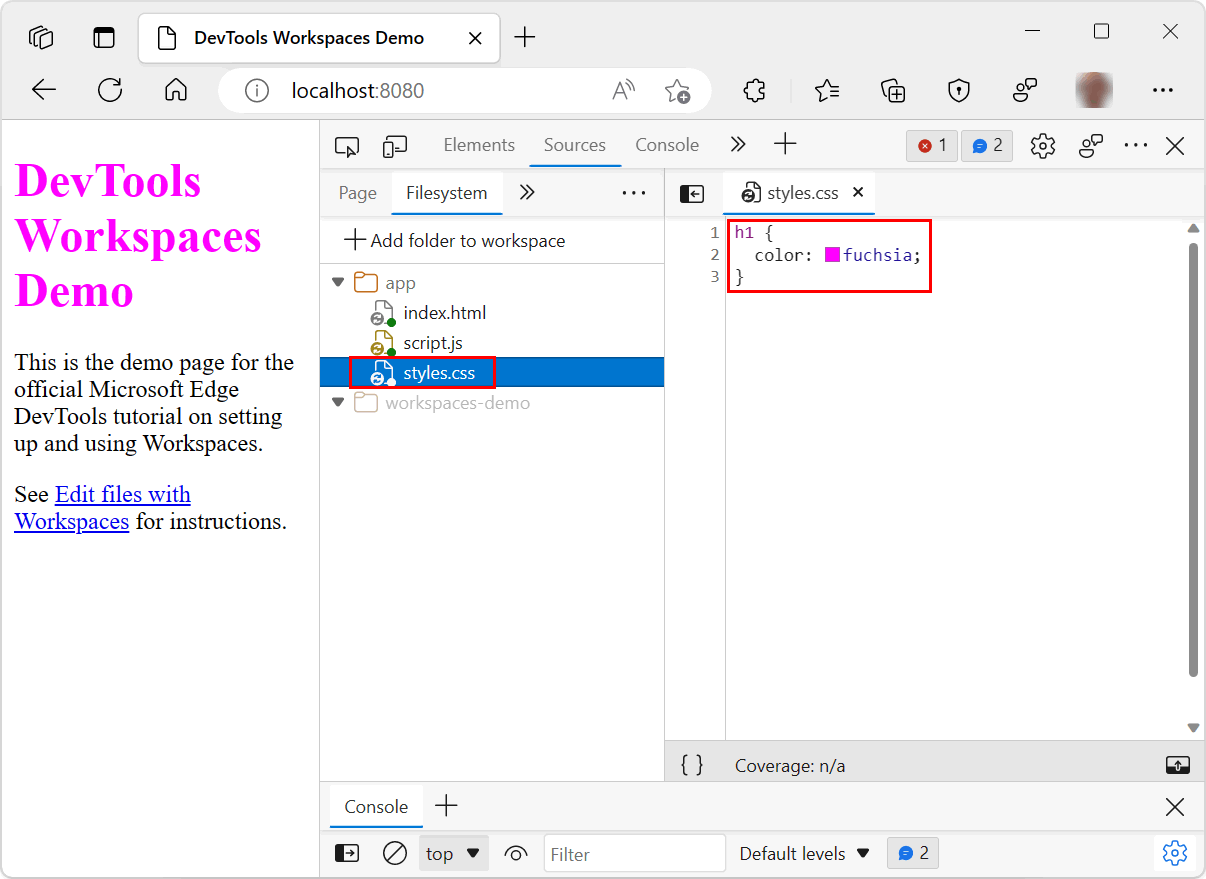 DevTools Workspaces Demo
localhost:8080
DevTools
Workspaces
Demo
This is the demo page for the
official Microsoft Edge
DevTools tutorial on setting
up and using Workspaces.
See Edit files with
Workspaces for instructions.
Elements Sources Console 1 2
Page Filesystem
Add folder to workspace
app
index.html
script.js
styles.css
workspaces-demo
styles.css
1 h1 {
2 color: fuchsia;
3 }
{ } Coverage: n/a
Console
top Filter Default levels 2